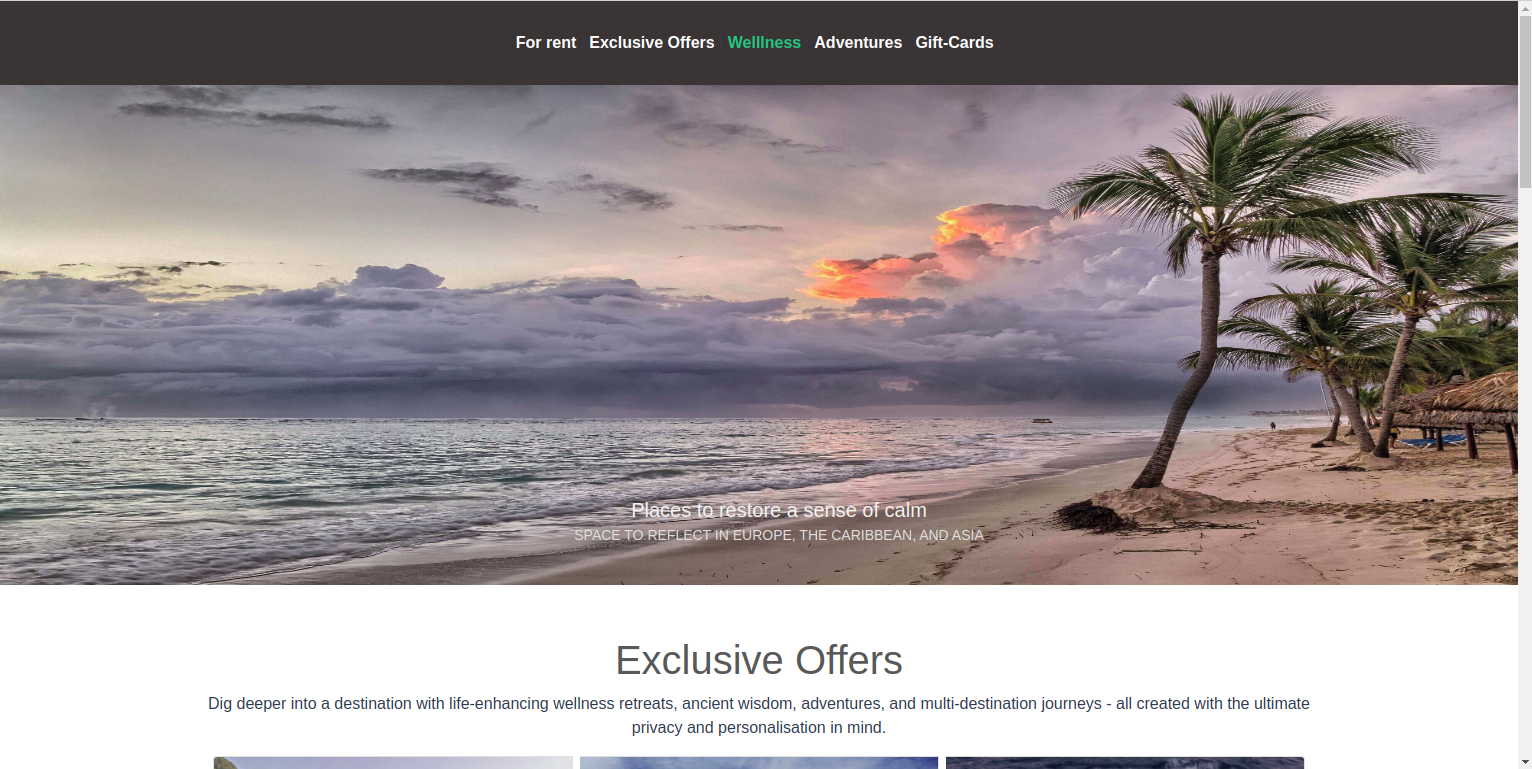 For rent Exclusive Offers Welllness Adventures Gift-Cards
Places to restore a sense of calm
SPACE TO REFLECT IN EUROPE, THE CARIBBEAN, AND ASIA
Exclusive Offers
Dig deeper into a destination with life-enhancing wellness retreats, ancient wisdom, adventures, and multi-destination journeys - all created with the ultimate
privacy and personalisation in mind.